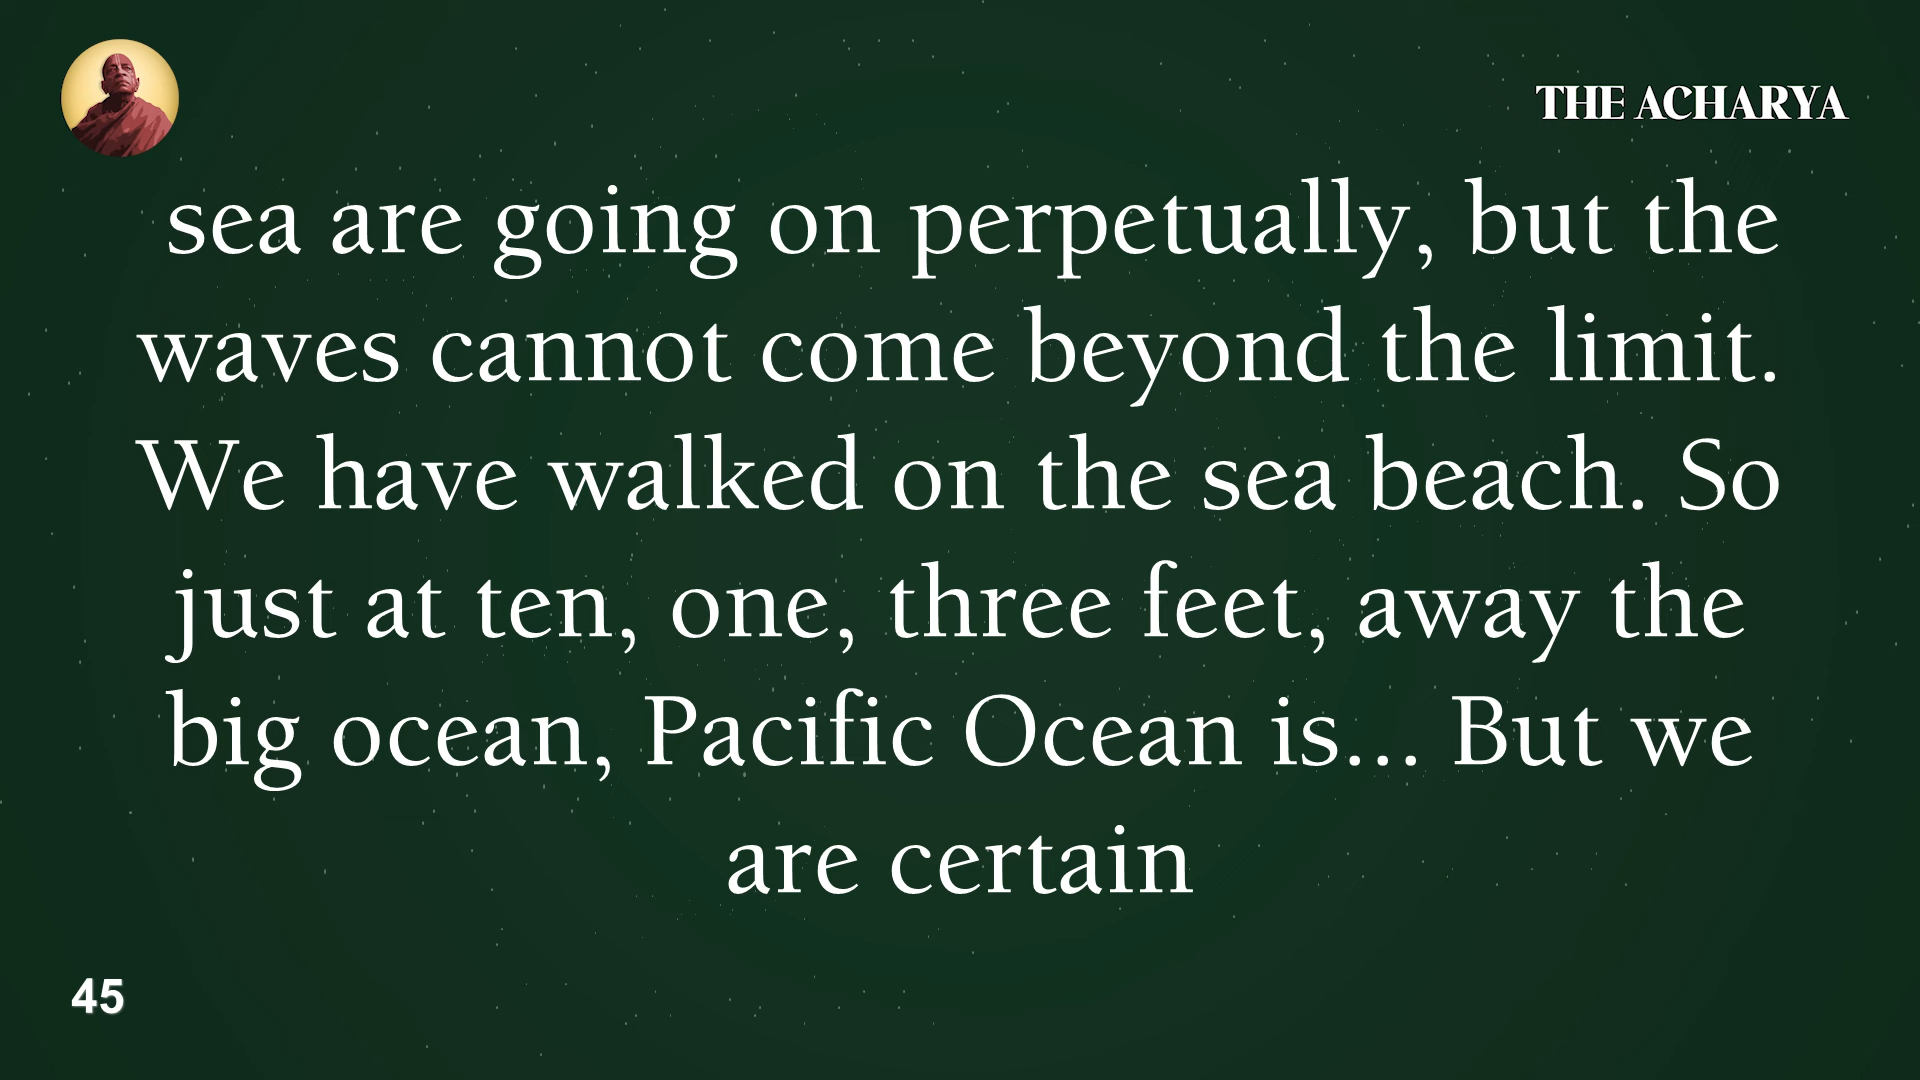 THE ACHARYA
sea are going on perpetually, but the
waves cannot come beyond the limit.
We have walked on the sea beach. So
just at ten, one, three feet, away the
big ocean, Pacific Ocean is... But we
are certain
45